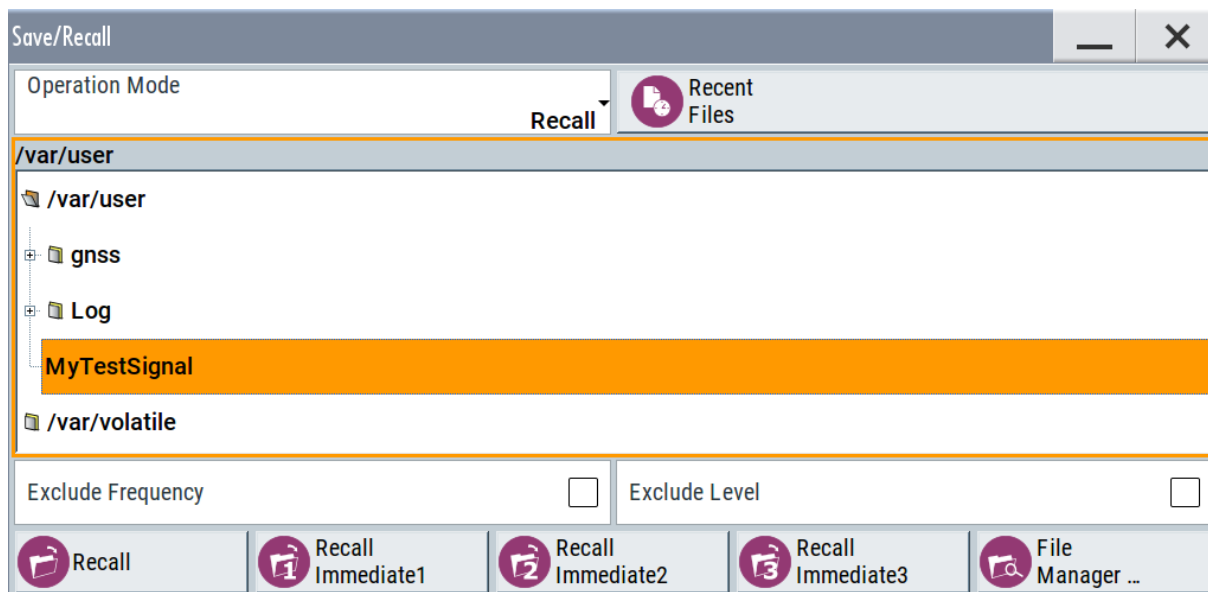 Save/Recall
Operation Mode
Recall
Recent
Files
/var/user
/var/user
gnss
Log
MyTestSignal
/var/volatile
Exclude Frequency
Exclude Level
Recall
Recall
Immediate1
Recall
Immediate2
Recall
Immediate3
File
Manager ...